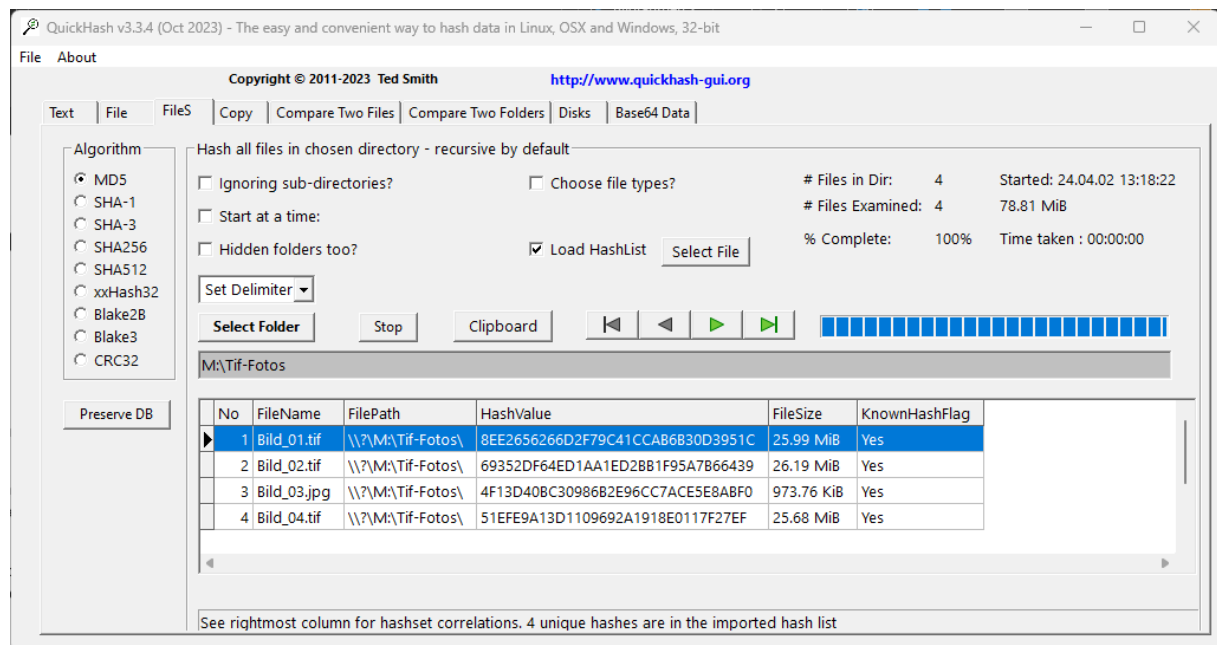 QuickHash v3.3.4 (Oct 2023) - The easy and convenient way to hash data in Linux, OSX and Windows, 32-bit
File About
Copyright © 2011-2023 Ted Smith http://www.quickhash-gui.org
Text File FileS Copy Compare Two Files Compare Two Folders Disks Base64 Data
Algorithm
MD5
SHA-1
SHA-3
SHA256
SHA512
xxHash32
Blake2B
Blake3
CRC32
Preserve DB
Hash all files in chosen directory - recursive by default
Ignoring sub-directories? Choose file types? # Files in Dir: 4 Started: 24.04.02 13:18:22
Start at a time: # Files Examined: 4 78.81 MiB
Hidden folders too? Load HashList Select File % Complete: 100% Time taken : 00:00:00
Set Delimiter
Select Folder Stop Clipboard
M:\Tif-Fotos
No FileName FilePath HashValue FileSize KnownHashFlag
1 Bild_01.tif \\?\M:\Tif-Fotos\ 8EE2656266D2F79C41CCAB6B30D3951C 25.99 MiB Yes
2 Bild_02.tif \\?\M:\Tif-Fotos\ 69352DF64ED1AA1ED2BB1F95A7B66439 26.19 MiB Yes
3 Bild_03.jpg \\?\M:\Tif-Fotos\ 4F13D40BC30986B2E96CC7ACE5E8ABF0 973.76 KiB Yes
4 Bild_04.tif \\?\M:\Tif-Fotos\ 51EFE9A13D1109692A1918E0117F27EF 25.68 MiB Yes
See rightmost column for hashset correlations. 4 unique hashes are in the imported hash list